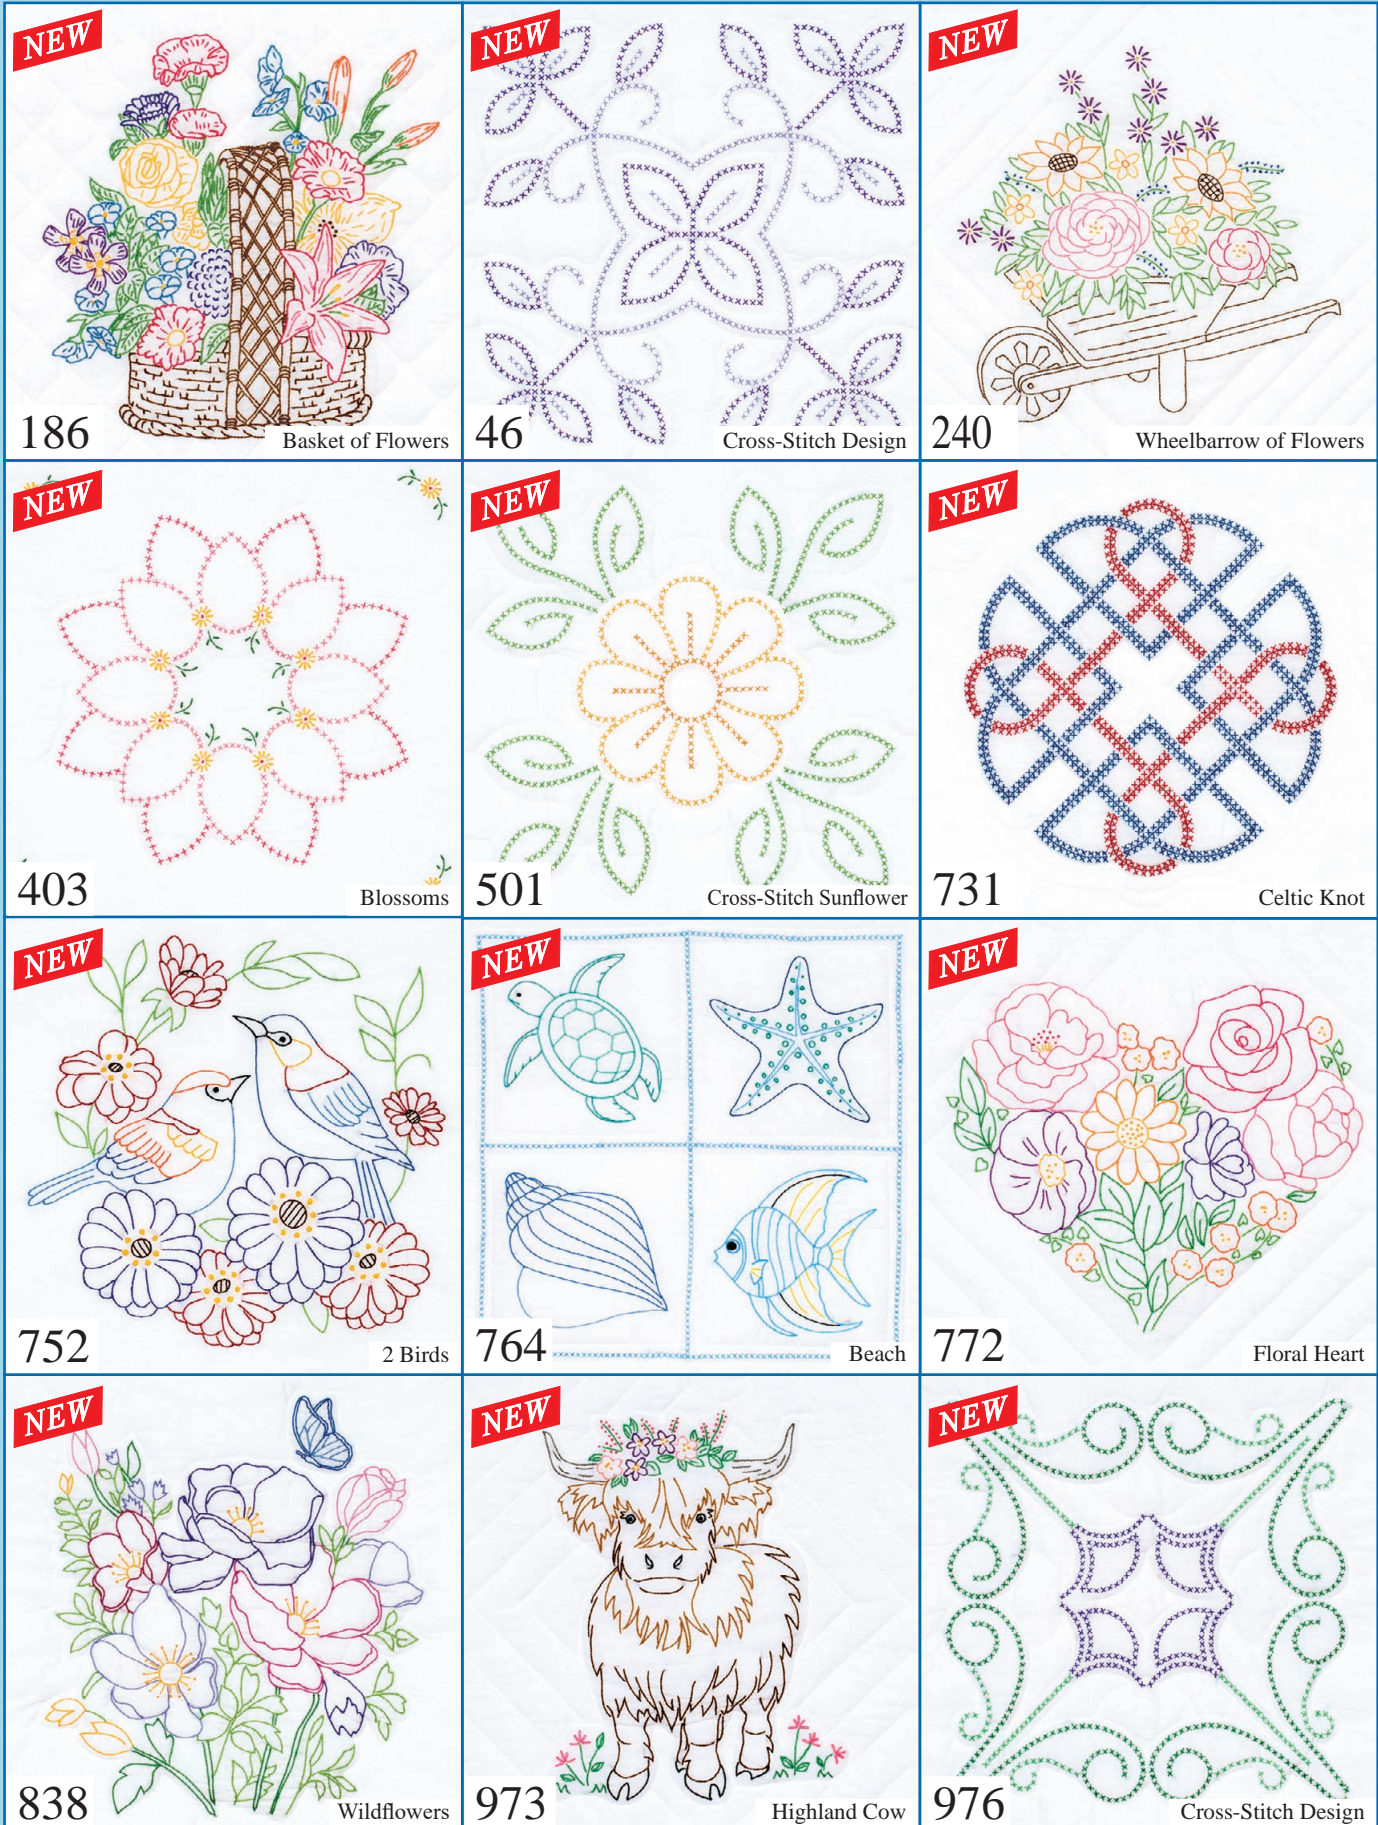 NEW
186
Basket of Flowers
NEW
46
Cross-Stitch Design
NEW
240
Wheelbarrow of Flowers
NEW
403
Blossoms
NEW
501
Cross-Stitch Sunflower
NEW
731
Celtic Knot
NEW
752
2 Birds
NEW
764
Beach
NEW
772
Floral Heart
NEW
838
Wildflowers
NEW
973
Highland Cow
NEW
976
Cross-Stitch Design